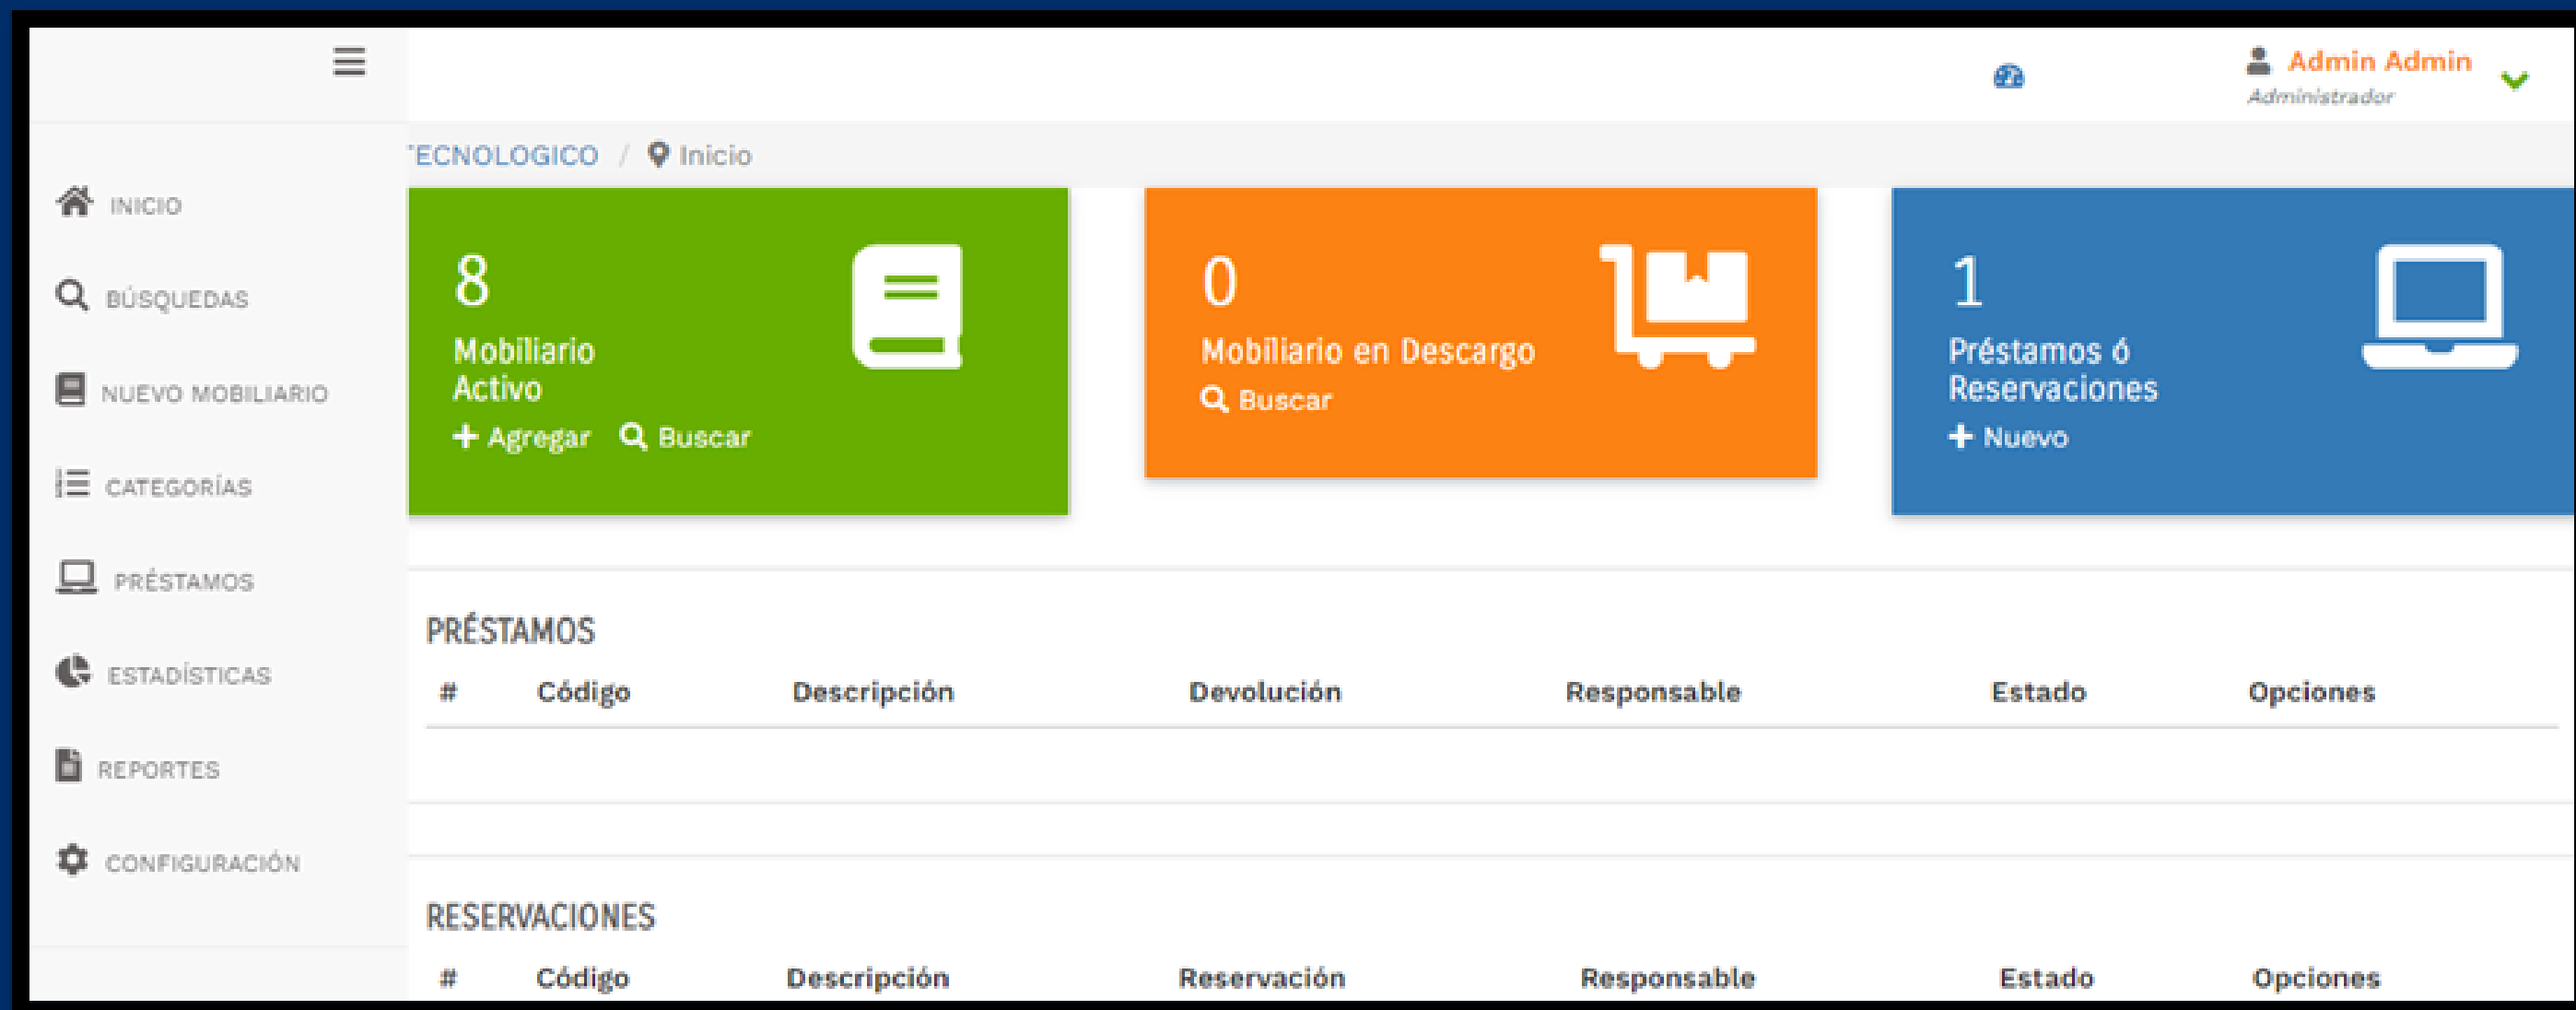 Admin Admin
Administrador
TECNOLOGICO / Inicio
INICIO
BÚSQUEDAS
NUEVO MOBILIARIO
CATEGORÍAS
PRÉSTAMOS
ESTADÍSTICAS
REPORTES
CONFIGURACIÓN
8
Mobiliario
Activo
Agregar Buscar
0
Mobiliario en Descargo
Buscar
1
Préstamos ó
Reservaciones
Nuevo
PRÉSTAMOS
# Código Descripción Devolución Responsable Estado Opciones
RESERVACIONES
# Código Descripción Reservación Responsable Estado Opciones